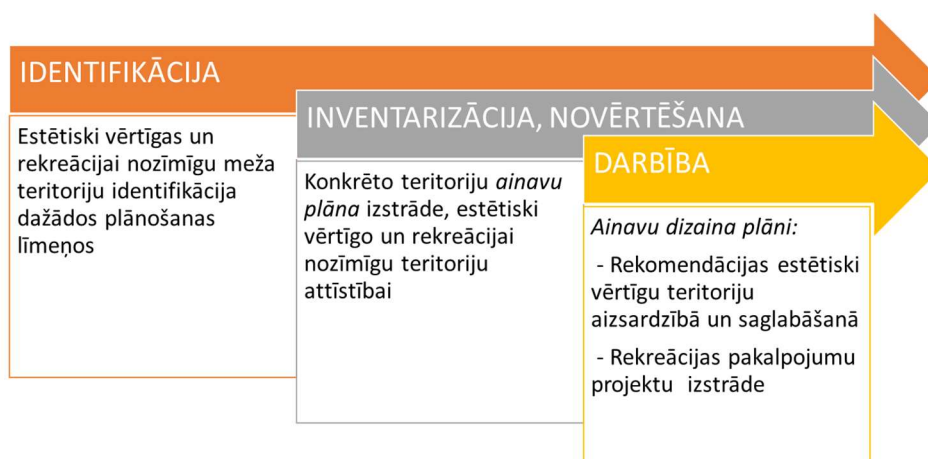 IDENTIFIKĀCIJA
Estētiski vērtīgas un
rekreācijai nozīmīgu meža
teritoriju identifikācija
dažādos plānošanas
līmeņos
INVENTARIZĀCIJA, NOVĒRTĒŠANA
Konkrēto teritoriju ainavu
plāna izstrāde, estētiski
vērtīgo un rekreācijai
nozīmīgu teritoriju
attīstībai
DARBĪBA
Ainavu dizaina plāni:
- Rekomendācijas estētiski
vērtīgu teritoriju
aizsardzībā un saglabāšanā
- Rekreācijas pakalpojumu
projektu izstrāde